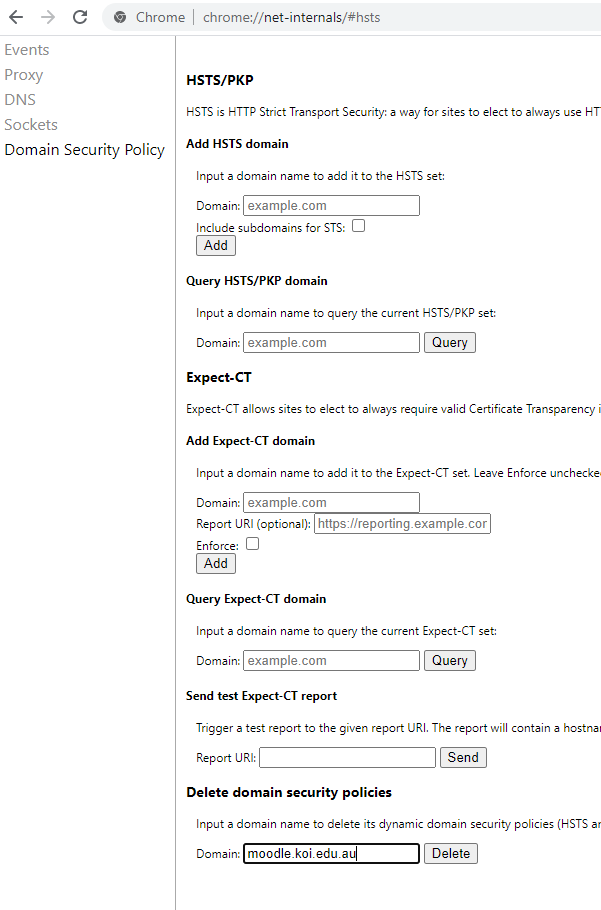 Chrome | chrome://net-internals/#hsts
Events
Proxy
DNS
Sockets
Domain Security Policy
HSTS/PKP
HSTS is HTTP Strict Transport Security: a way for sites to elect to always use HT
Add HSTS domain
Input a domain name to add it to the HSTS set:
Domain: example.com
Include subdomains for STS:
Add
Query HSTS/PKP domain
Input a domain name to query the current HSTS/PKP set:
Domain: example.com Query
Expect-CT
Expect-CT allows sites to elect to always require valid Certificate Transparency i
Add Expect-CT domain
Input a domain name to add it to the Expect-CT set. Leave Enforce unchecke
Domain: example.com
Report URI (optional): https://reporting.example.cor
Enforce:
Add
Query Expect-CT domain
Input a domain name to query the current Expect-CT set:
Domain: example.com Query
Send test Expect-CT report
Trigger a test report to the given report URI. The report will contain a hostna
Report URI: Send
Delete domain security policies
Input a domain name to delete its dynamic domain security policies (HSTS ar
Domain: moodle.koi.edu.au Delete